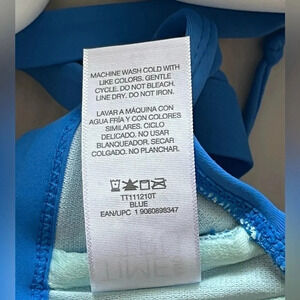 MACHINE WASH COLD WITH
LIKE COLORS. GENTLE
CYCLE. DO NOT BLEACH.
LINE DRY. DO NOT IRON.
LAVAR A MÁQUINA CON
AGUA FRÍA Y CON COLORES
SIMILARES. CICLO
DELICADO. NO USAR
BLANQUEADOR. SECAR
COLGADO. NO PLANCHAR.
TT111210T
BLUE
EAN/UPC 1 9060898347